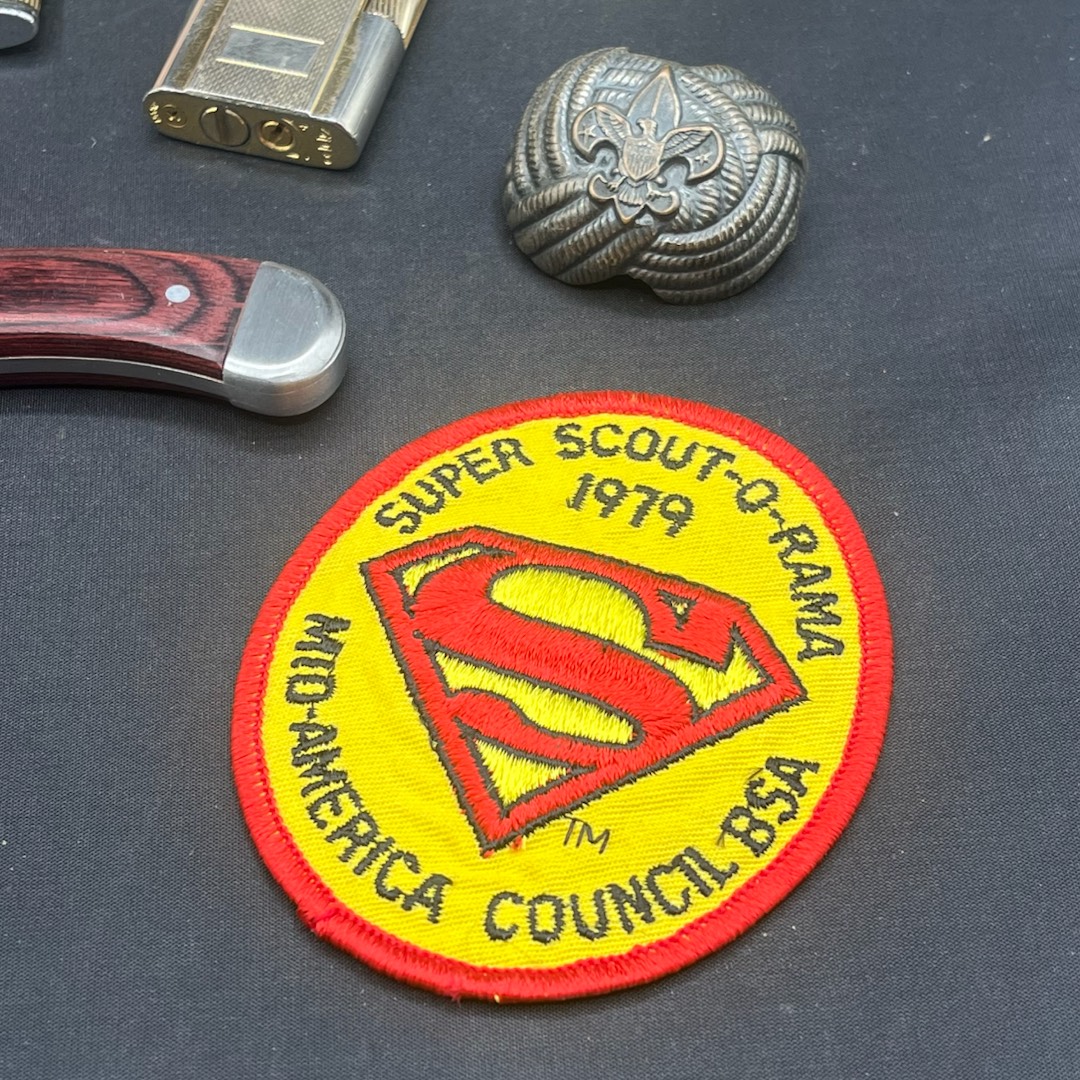 SUPER SCOUT-O-RAMA
1979
S
TM
MID-AMERICA COUNCIL BSA